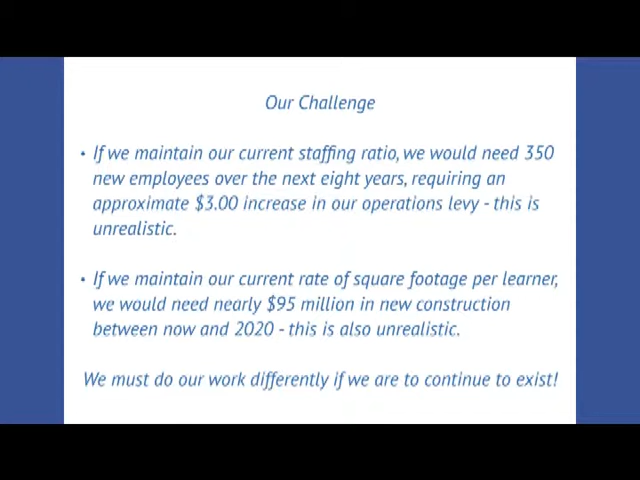 Our Challenge
• If we maintain our current staffing ratio, we would need 350
new employees over the next eight years, requiring an
approximate $3.00 increase in our operations levy - this is
unrealistic.
• If we maintain our current rate of square footage per learner,
we would need nearly $95 million in new construction
between now and 2020 - this is also unrealistic.
We must do our work differently if we are to continue to exist!